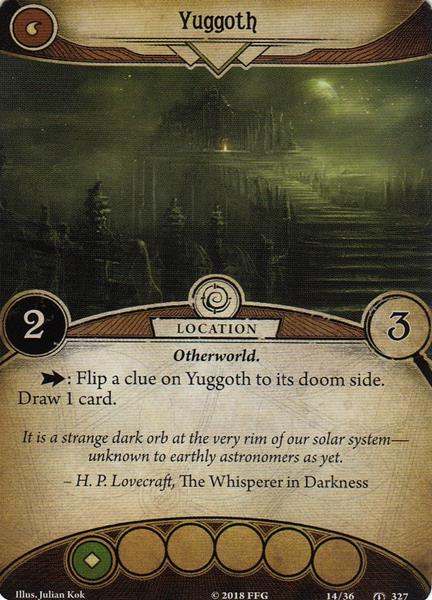 Yuggoth
2
3
LOCATION
Otherworld.
: Flip a clue on Yuggoth to its doom side.
Draw 1 card.
It is a strange dark orb at the very rim of our solar system—
unknown to earthly astronomers as yet.
– H. P. Lovecraft, The Whisperer in Darkness
Illus. Julian Kok © 2018 FFG 14/36 327